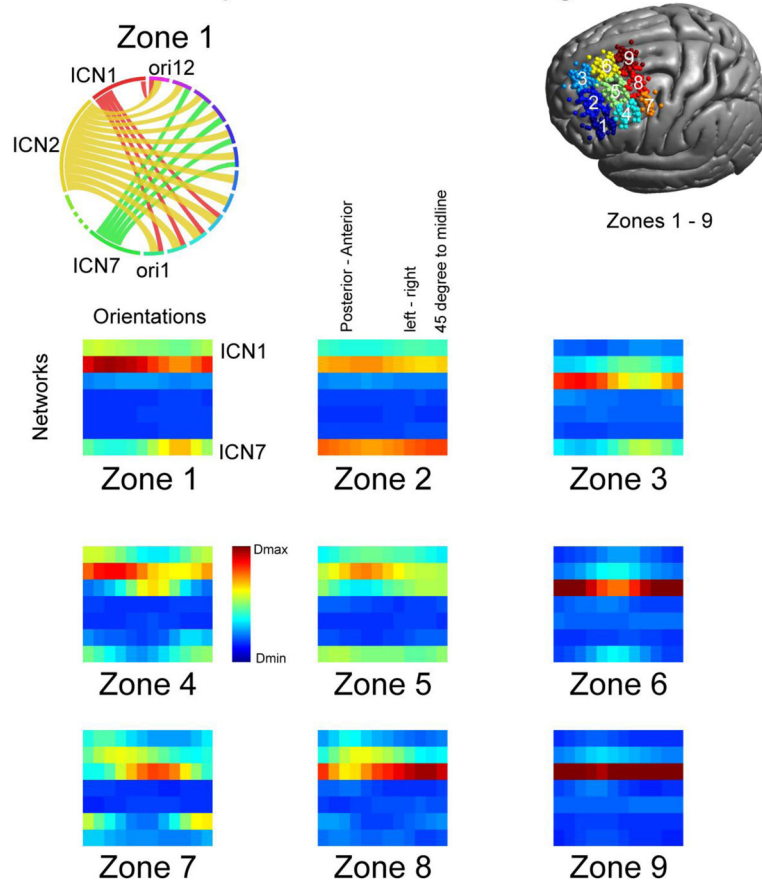 Zone 1
ICN1
ori12
ICN2
ICN7
ori1
9
6
3
8
5
2
7
4
1
Zones 1 - 9
Orientations
Posterior - Anterior
left - right
45 degree to midline
Networks
ICN1
ICN7
Zone 1
Zone 2
Zone 3
Dmax
Dmin
Zone 4
Zone 5
Zone 6
Zone 7
Zone 8
Zone 9